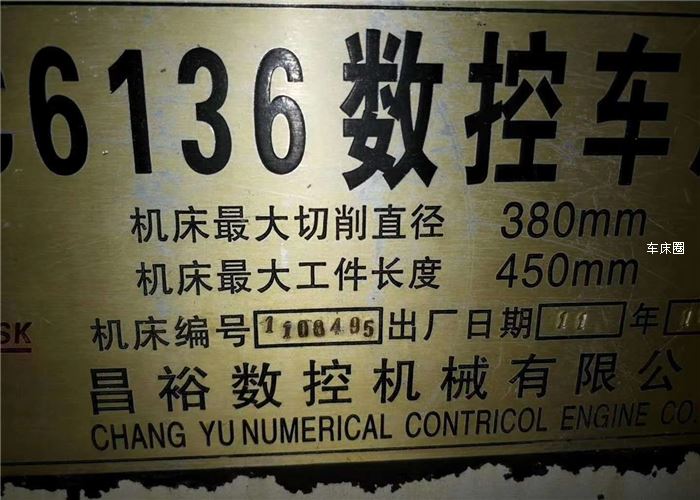 C6136数控车
机床最大切削直径 380mm
机床最大工件长度 450mm
车床圈
SK
机床编号 1108495 出厂日期 11 年 1
昌裕数控机械有限公
CHANG YU NUMERICAL CONTRICOL ENGINE CO.